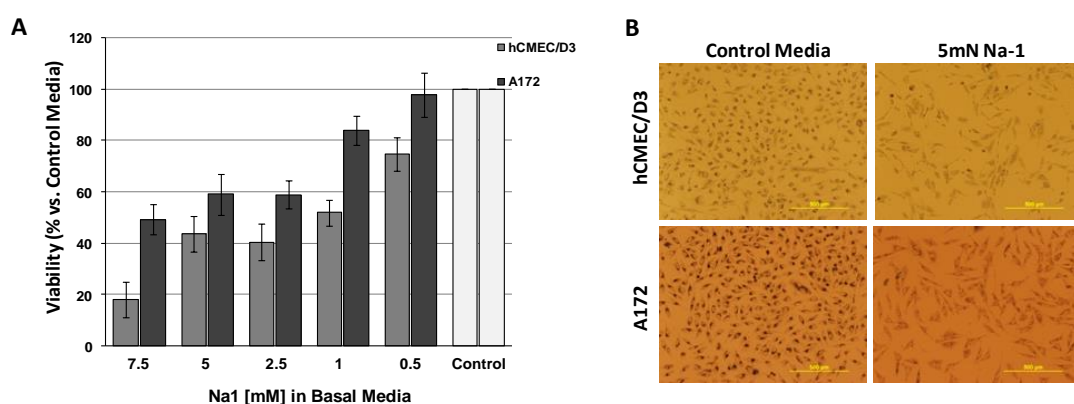 A
120
100
80
60
40
20
0
Viability (% vs. Control Media)
hCMEC/D3
A172
7.5 5 2.5 1 0.5 Control
Na1 [mM] in Basal Media
B
Control Media 5mN Na-1
hCMEC/D3
A172